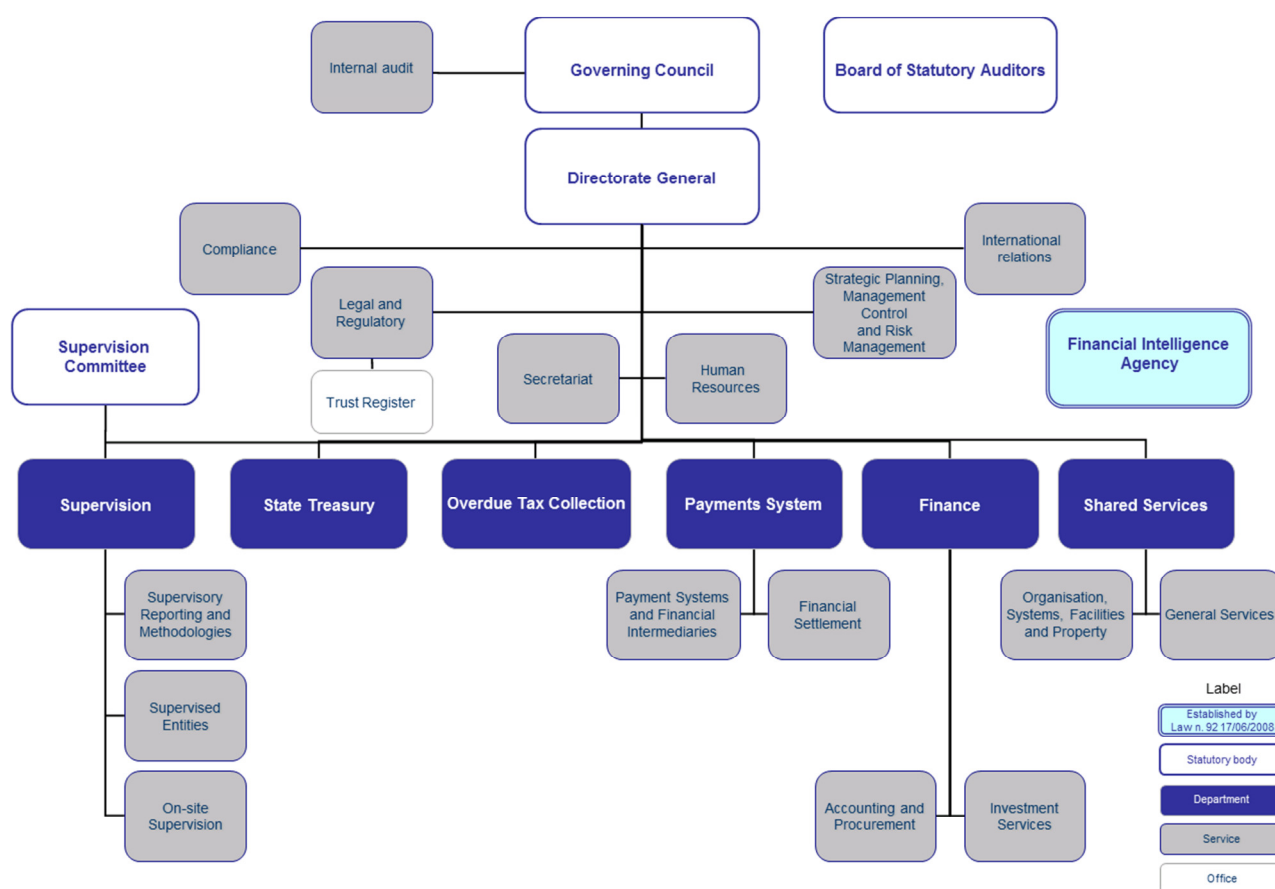 Internal audit
Governing Council
Board of Statutory Auditors
Directorate General
Compliance
International
relations
Legal and
Regulatory
Strategic Planning,
Management
Control
and Risk
Management
Supervision
Committee
Trust Register
Secretariat
Human
Resources
Financial Intelligence
Agency
Supervision
State Treasury
Overdue Tax Collection
Payments System
Finance
Shared Services
Supervisory
Reporting and
Methodologies
Payment Systems
and Financial
Intermediaries
Financial
Settlement
Organisation,
Systems, Facilities
and Property
General Services
Supervised
Entities
On-site
Supervision
Accounting and
Procurement
Investment
Services
Label
Established by
Law n. 92 17/06/2008
Statutory body
Department
Service
Office